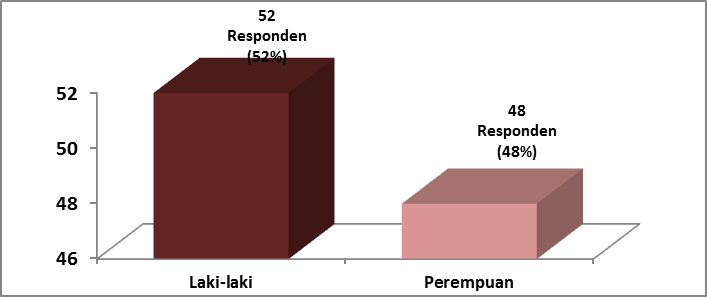 52
Responden
(52%)
48
Responden
(48%)
52
50
48
46
Laki-laki
Perempuan